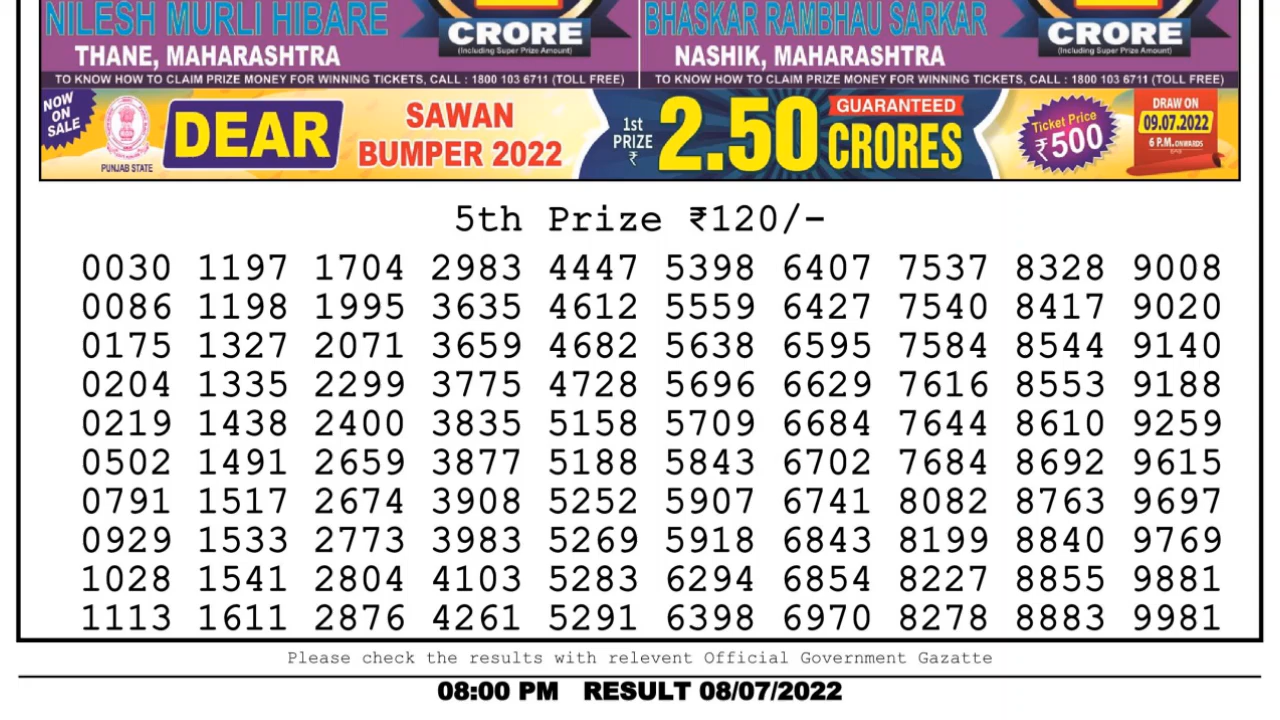 NILESH MURLI HIBARE
THANE, MAHARASHTRA
CRORE
(Including Super Prize Amount)
BHASKAR RAMBHAU SARKAR
NASHIK, MAHARASHTRA
CRORE
(Including Super Prize Amount)
TO KNOW HOW TO CLAIM PRIZE MONEY FOR WINNING TICKETS, CALL : 1800 103 6711 (TOLL FREE)
TO KNOW HOW TO CLAIM PRIZE MONEY FOR WINNING TICKETS, CALL : 1800 103 6711 (TOLL FREE)
NOW
ON
SALE
PUNJAB STATE
DEAR
SAWAN
BUMPER 2022
1st
PRIZE
₹
2.50
GUARANTEED
CRORES
Ticket Price
₹500
DRAW ON
09.07.2022
6 P.M. ONWARDS
5th Prize ₹120/-
0030 1197 1704 2983 4447 5398 6407 7537 8328 9008
0086 1198 1995 3635 4612 5559 6427 7540 8417 9020
0175 1327 2071 3659 4682 5638 6595 7584 8544 9140
0204 1335 2299 3775 4728 5696 6629 7616 8553 9188
0219 1438 2400 3835 5158 5709 6684 7644 8610 9259
0502 1491 2659 3877 5188 5843 6702 7684 8692 9615
0791 1517 2674 3908 5252 5907 6741 8082 8763 9697
0929 1533 2773 3983 5269 5918 6843 8199 8840 9769
1028 1541 2804 4103 5283 6294 6854 8227 8855 9881
1113 1611 2876 4261 5291 6398 6970 8278 8883 9981
Please check the results with relevent Official Government Gazatte
08:00 PM RESULT 08/07/2022